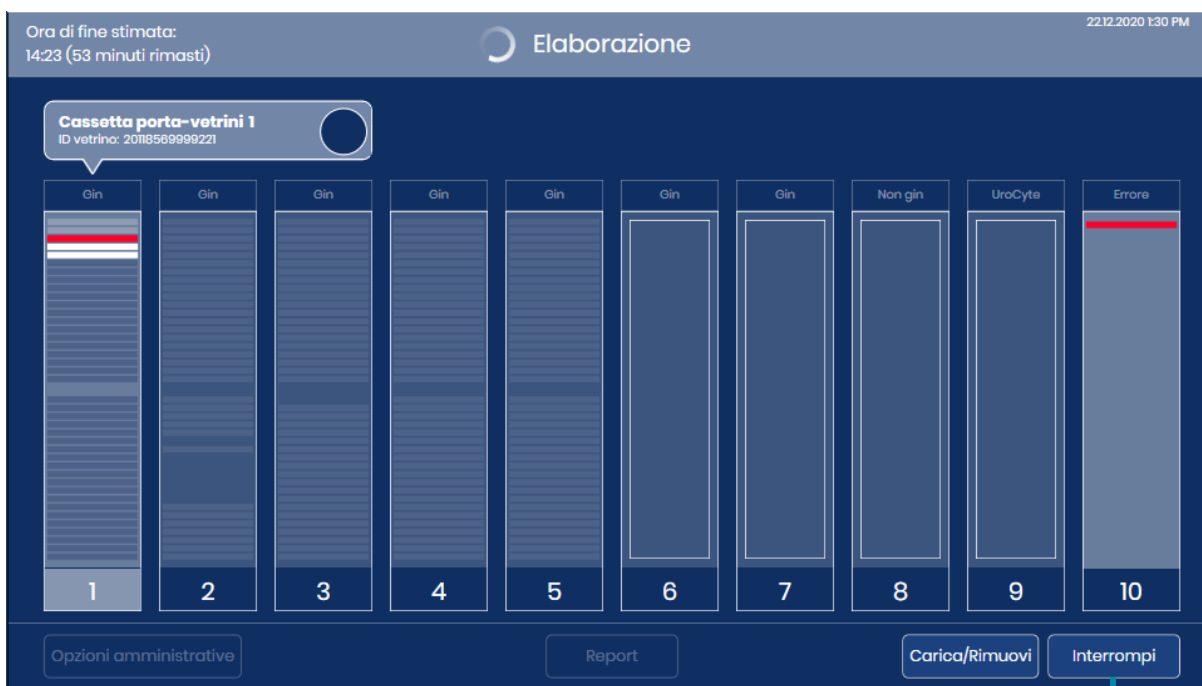 Ora di fine stimata:
14:23 (53 minuti rimasti)
Elaborazione
22.12.2020 1:30 PM
Cassetta porta-vetrini 1
ID vetrino: 20118569999221
Gin Gin Gin Gin Gin Gin Gin Non gin UroCyte Errore
1 2 3 4 5 6 7 8 9 10
Opzioni amministrative Report Carica/Rimuovi Interrompi